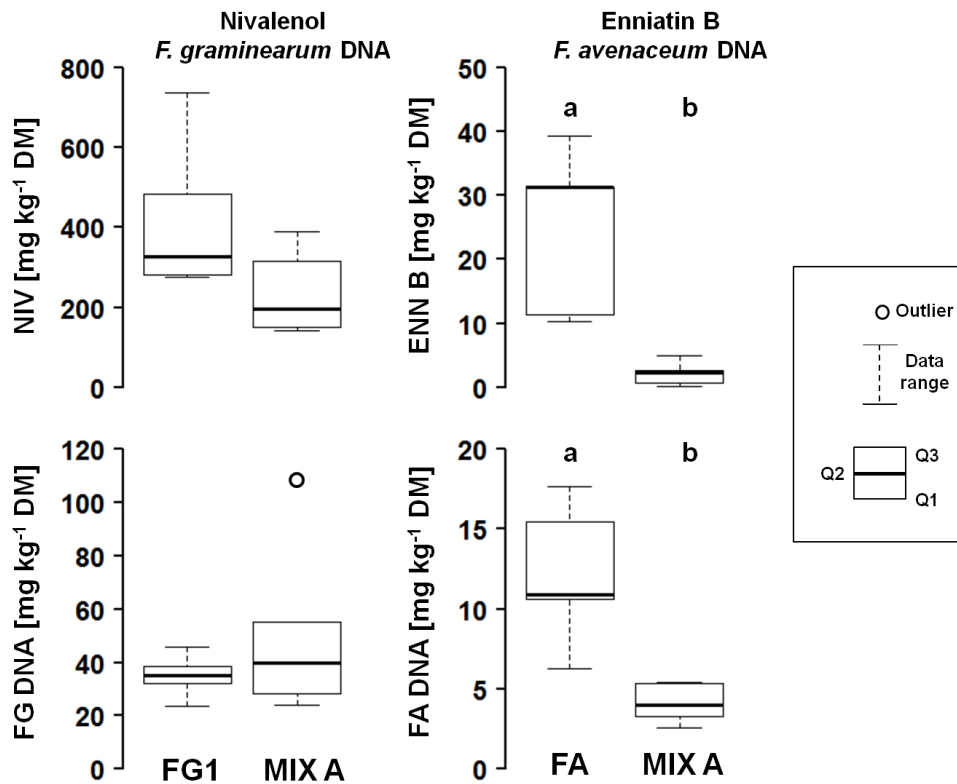 Nivalenol
F. graminearum DNA
NIV [mg kg⁻¹ DM]
800
600
400
200
0
Enniatin B
F. avenaceum DNA
ENN B [mg kg⁻¹ DM]
50
40
30
20
10
0
a
b
FG DNA [mg kg⁻¹ DM]
120
100
80
60
40
20
0
FG1
MIX A
FA DNA [mg kg⁻¹ DM]
20
15
10
5
0
a
b
FA
MIX A
Outlier
Data
range
Q3
Q2
Q1